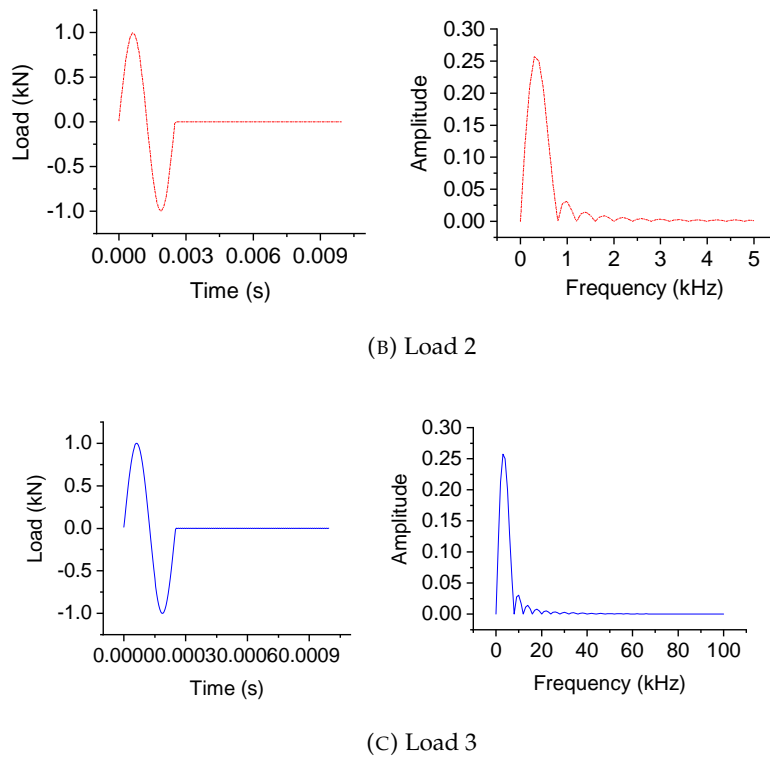 1.0
0.5
0.0
-0.5
-1.0
Load (kN)
0.000 0.003 0.006 0.009
Time (s)
0.30
0.25
0.20
0.15
0.10
0.05
0.00
Amplitude
0 1 2 3 4 5
Frequency (kHz)
(B) Load 2
1.0
0.5
0.0
-0.5
-1.0
Load (kN)
0.00000.00030.00060.0009
Time (s)
0.30
0.25
0.20
0.15
0.10
0.05
0.00
Amplitude
0 20 40 60 80 100
Frequency (kHz)
(C) Load 3